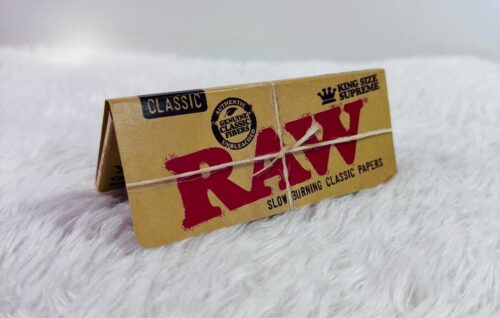 CLASSIC
AUTHENTIC
GENUINE
CLASSIC
FIBERS
UNBLEACHED
KING SIZE
SUPREME
RAW
SLOW BURNING CLASSIC PAPERS